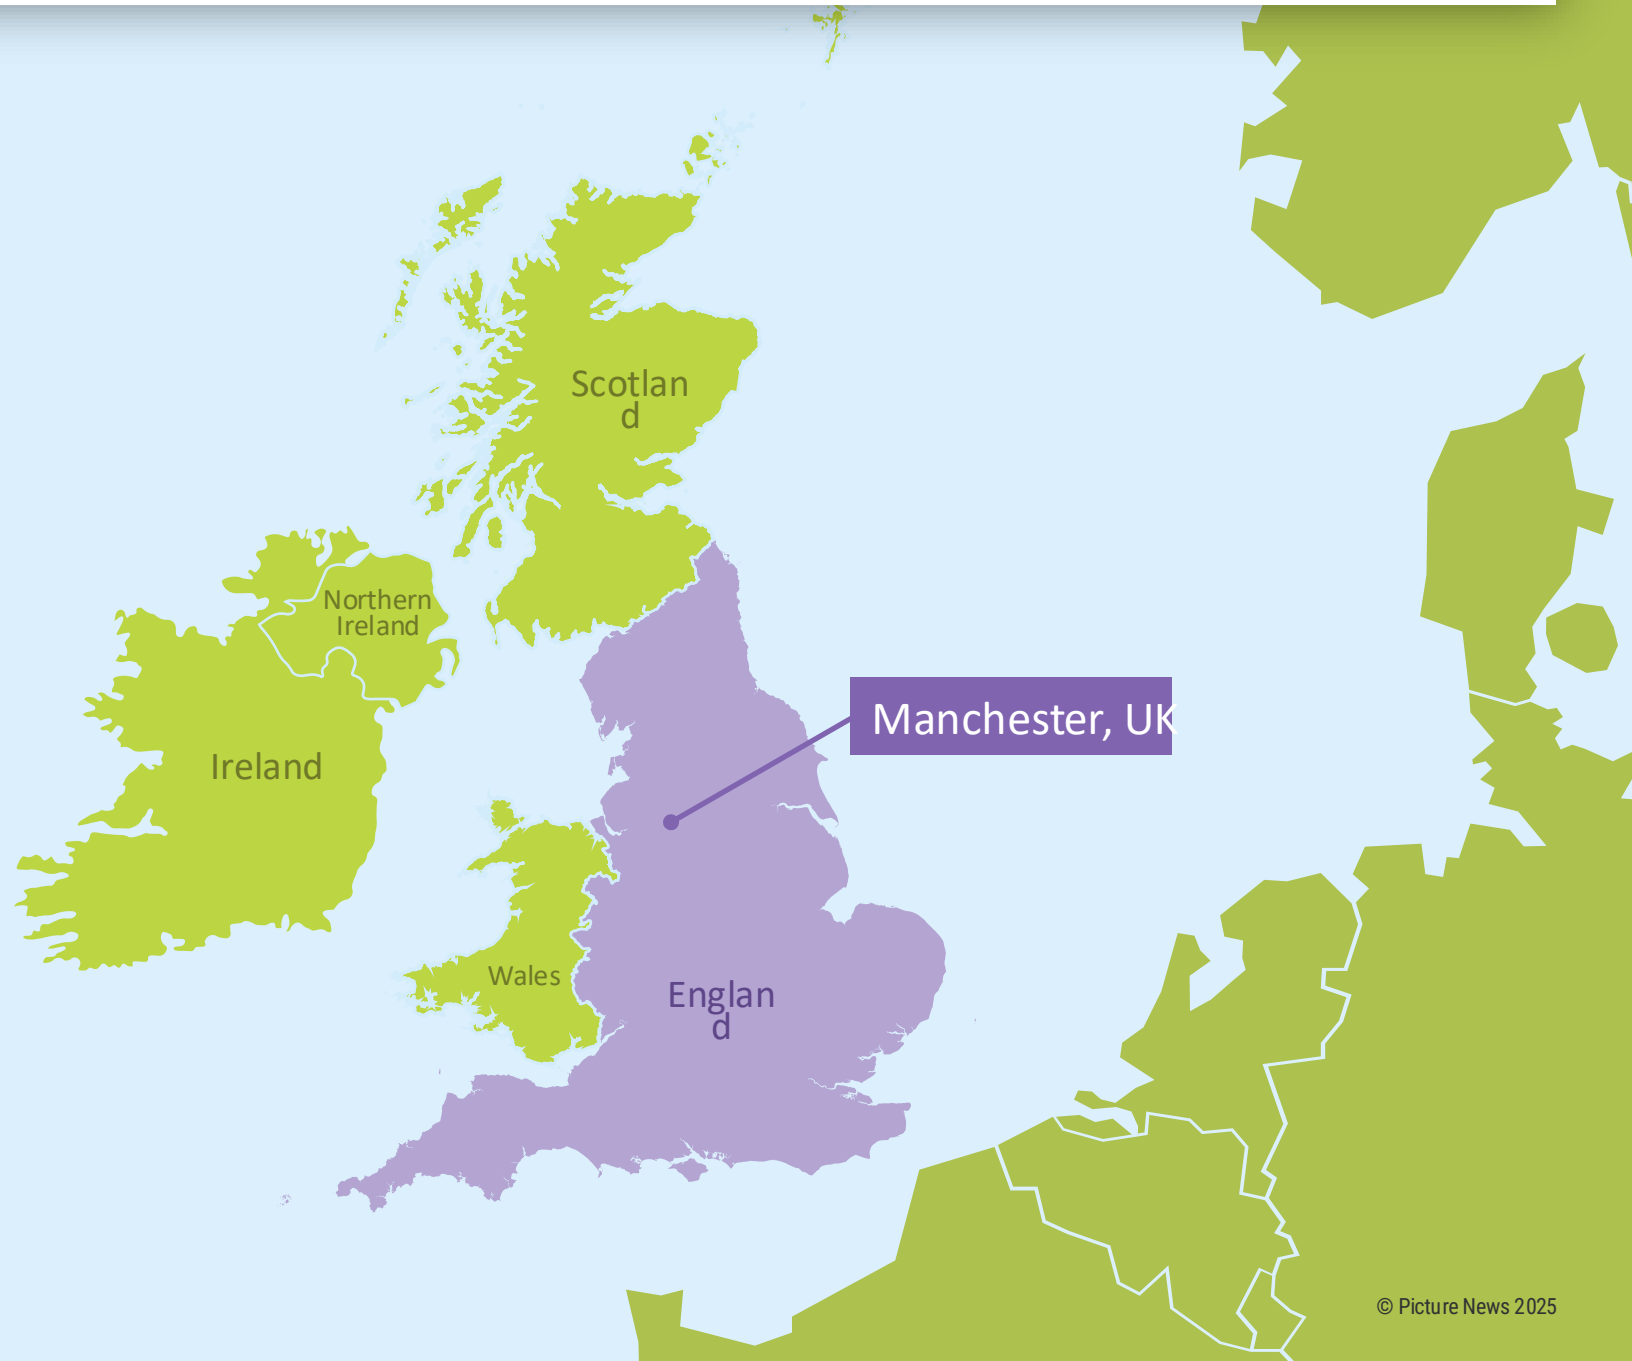 Scotlan
d
Northern
Ireland
Manchester, UK
Ireland
Wales
Englan
d
© Picture News 2025